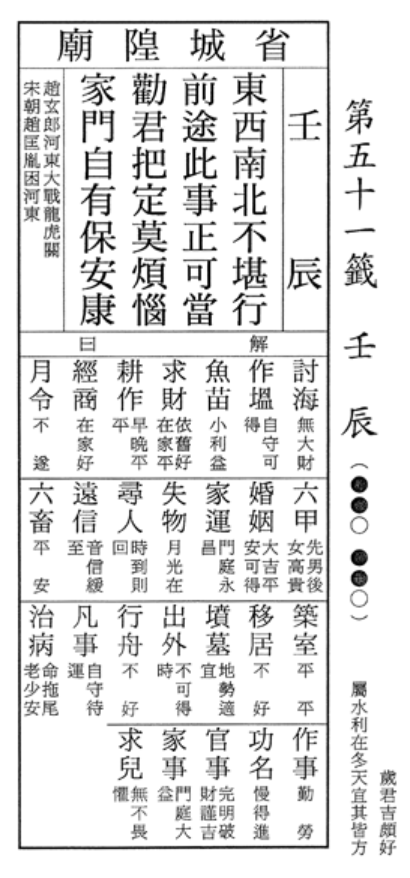 第五十一籤 壬辰（●●○ ●●○）
歲君吉頗好
屬水利在冬天宜其皆方
省城隍廟
壬辰
東西南北不堪行
前途此事正可當
勸君把定莫煩惱
家門自有保安康
趙玄郎河東大戰龍虎關
宋朝趙匡胤困河東
解曰
討海 無大財
作塭 自守可得
魚苗 小利益
求財 依舊好在家平
耕作 早晚平平
經商 在家好
月令 不遂
六甲 先男後女高貴
婚姻 大吉平安可得
家運 門庭永昌
失物 月光在
尋人 時到則回
遠信 音信緩至
六畜 平安
築室 平平
移居 不好
墳墓 地勢適宜
出外 不可得時
行舟 不好
凡事 自守待運
治病 命拖尾老少安
作事 勤勞
功名 慢得進
官事 完明破財謹吉
家事 門庭大益
求兒 無不畏懼